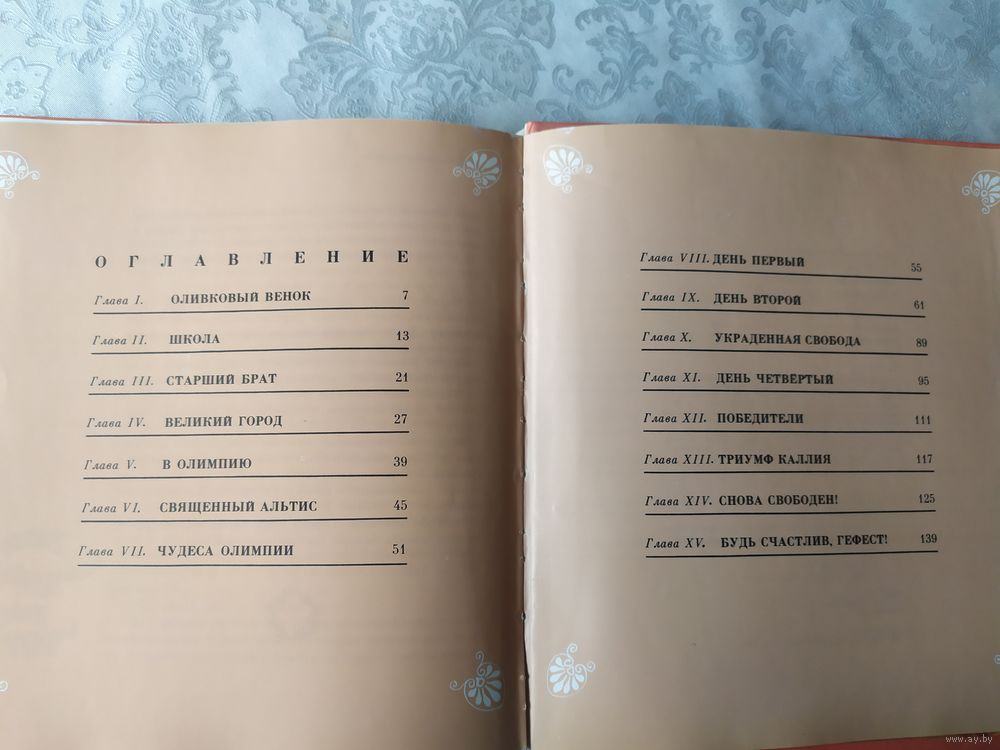 ОГЛАВЛЕНИЕ
Глава I. ОЛИВКОВЫЙ ВЕНОК 7
Глава II. ШКОЛА 13
Глава III. СТАРШИЙ БРАТ 21
Глава IV. ВЕЛИКИЙ ГОРОД 27
Глава V. В ОЛИМПИЮ 39
Глава VI. СВЯЩЕННЫЙ АЛЬТИС 45
Глава VII. ЧУДЕСА ОЛИМПИИ 51
Глава VIII. ДЕНЬ ПЕРВЫЙ 55
Глава IX. ДЕНЬ ВТОРОЙ 61
Глава X. УКРАДЕННАЯ СВОБОДА 89
Глава XI. ДЕНЬ ЧЕТВЕРТЫЙ 95
Глава XII. ПОБЕДИТЕЛИ 111
Глава XIII. ТРИУМФ КАЛЛИЯ 117
Глава XIV. СНОВА СВОБОДЕН! 125
Глава XV. БУДЬ СЧАСТЛИВ, ГЕФЕСТ! 139
www.ay.by